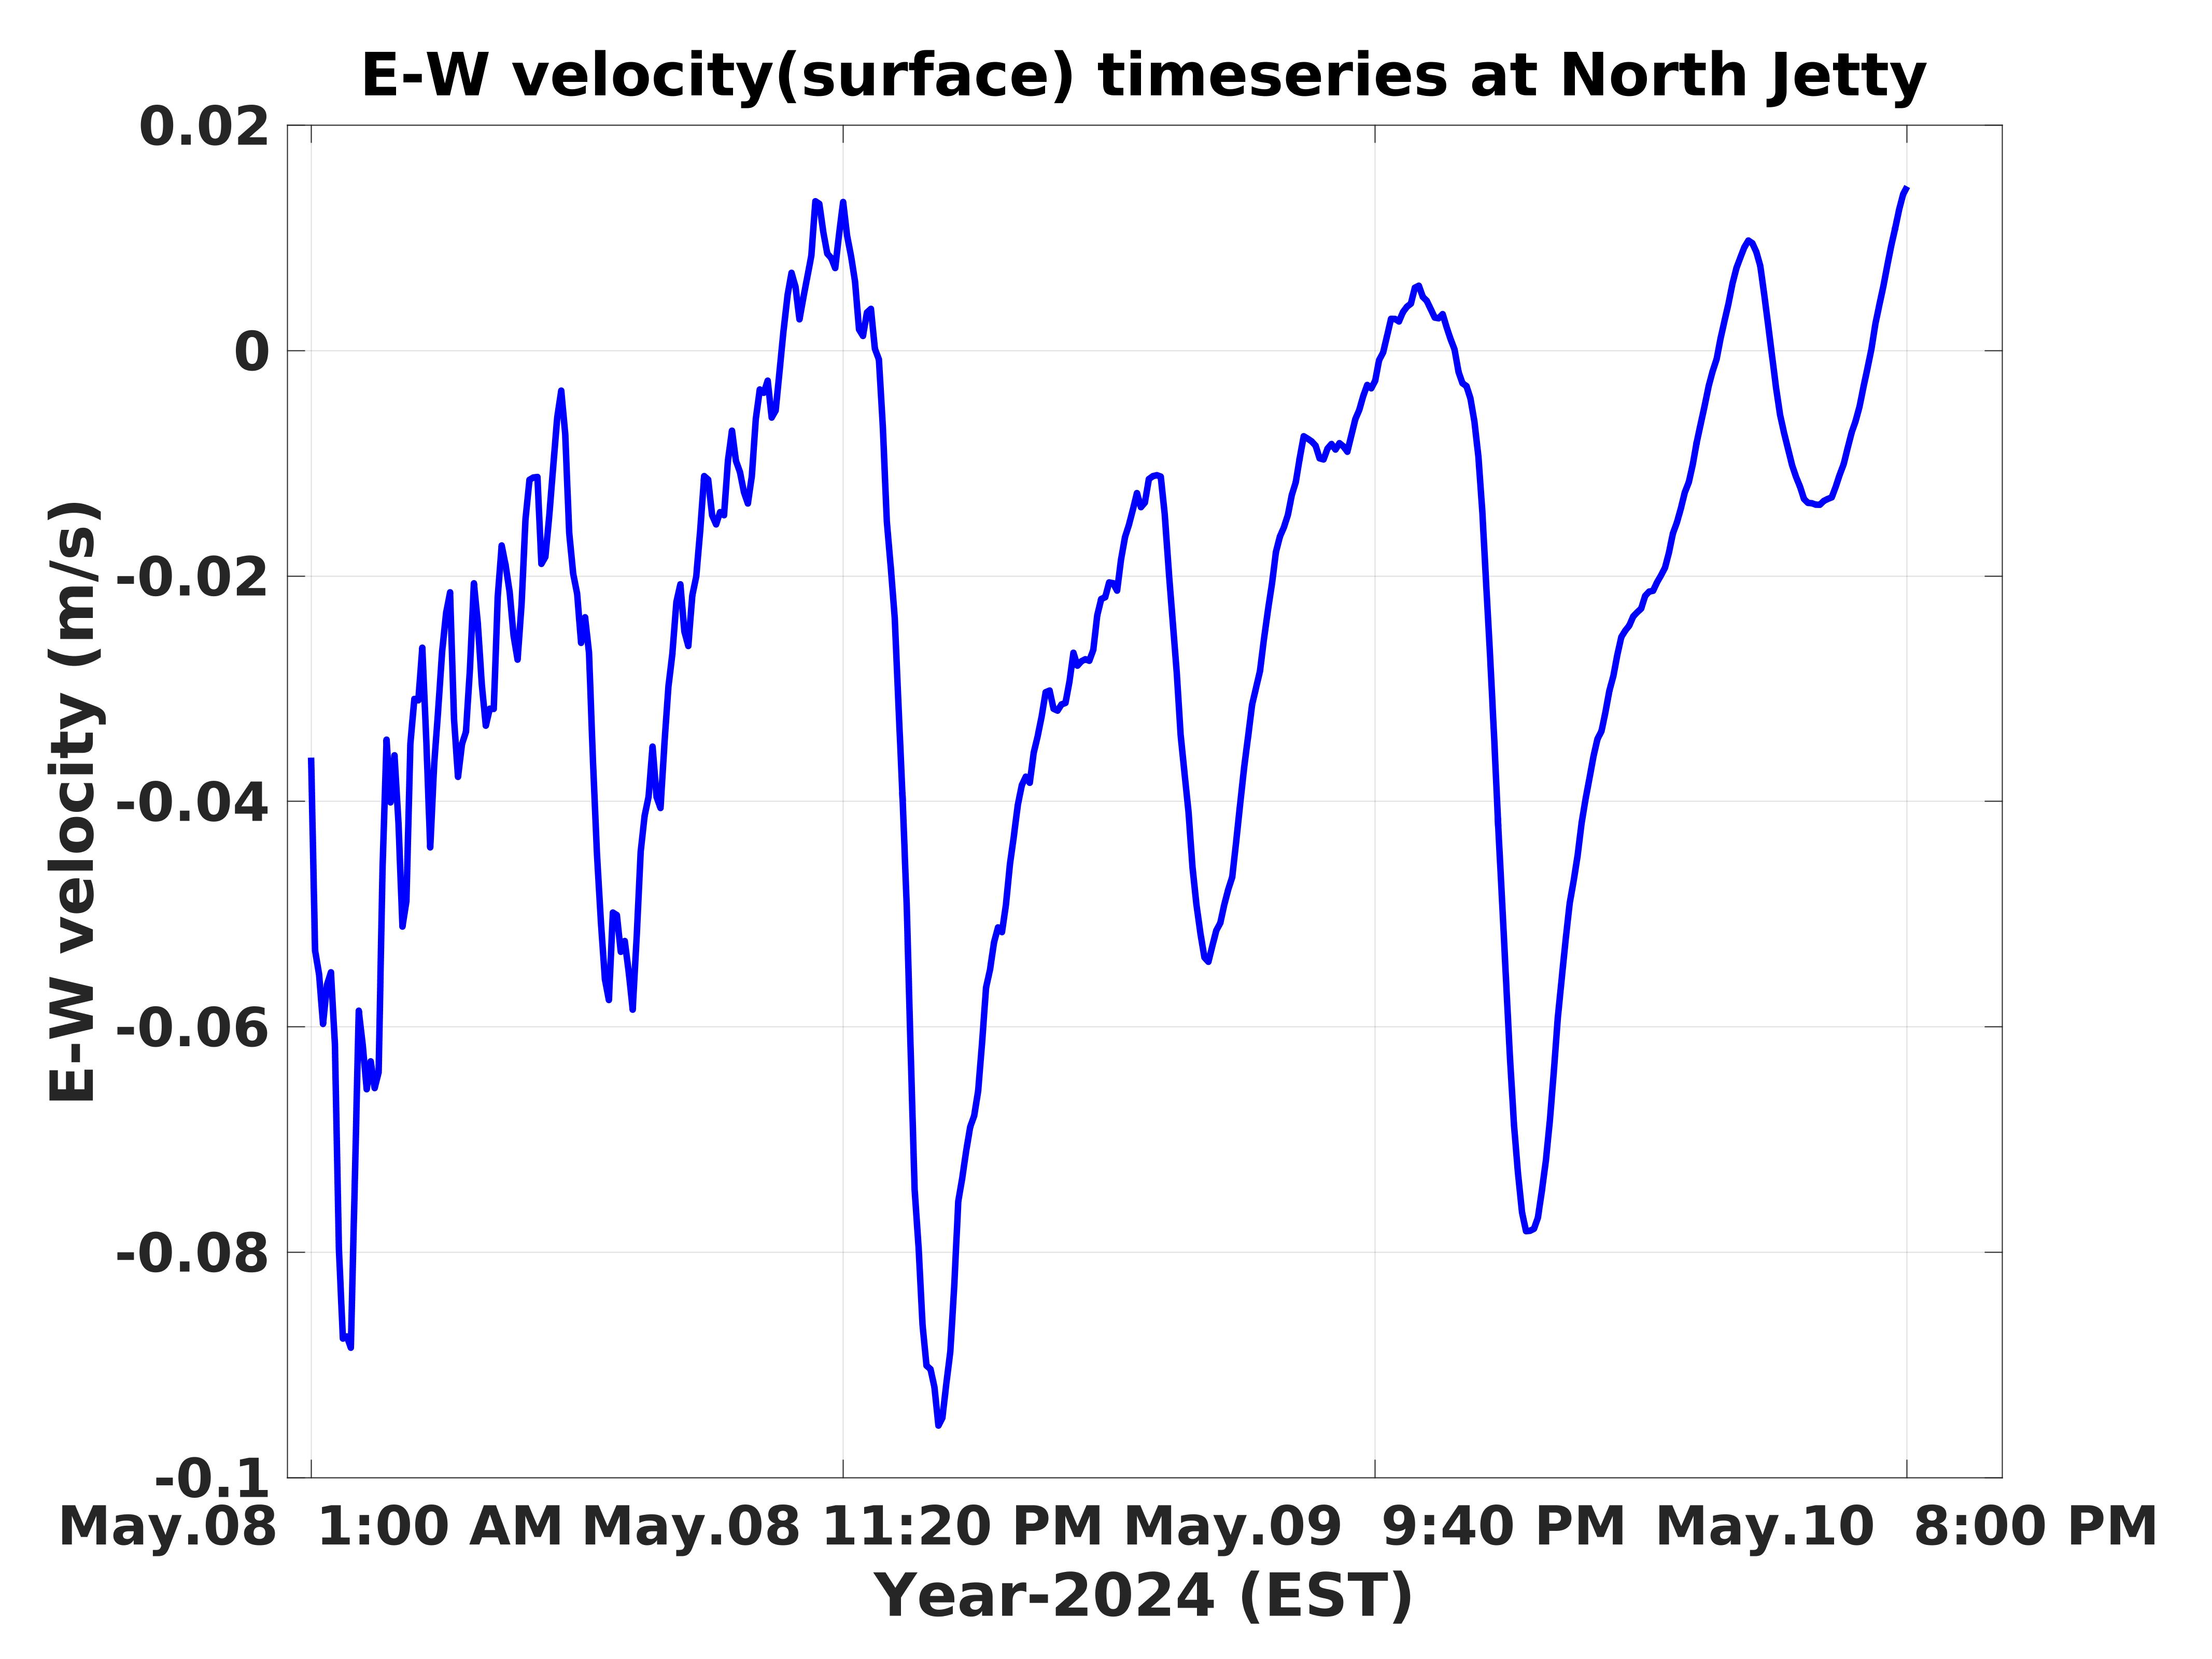 E-W velocity(surface) timeseries at North Jetty
0.02
0
-0.02
-0.04
-0.06
-0.08
-0.1
E-W velocity (m/s)
May.08 1:00 AM May.08 11:20 PM May.09 9:40 PM May.10 8:00 PM
Year-2024 (EST)